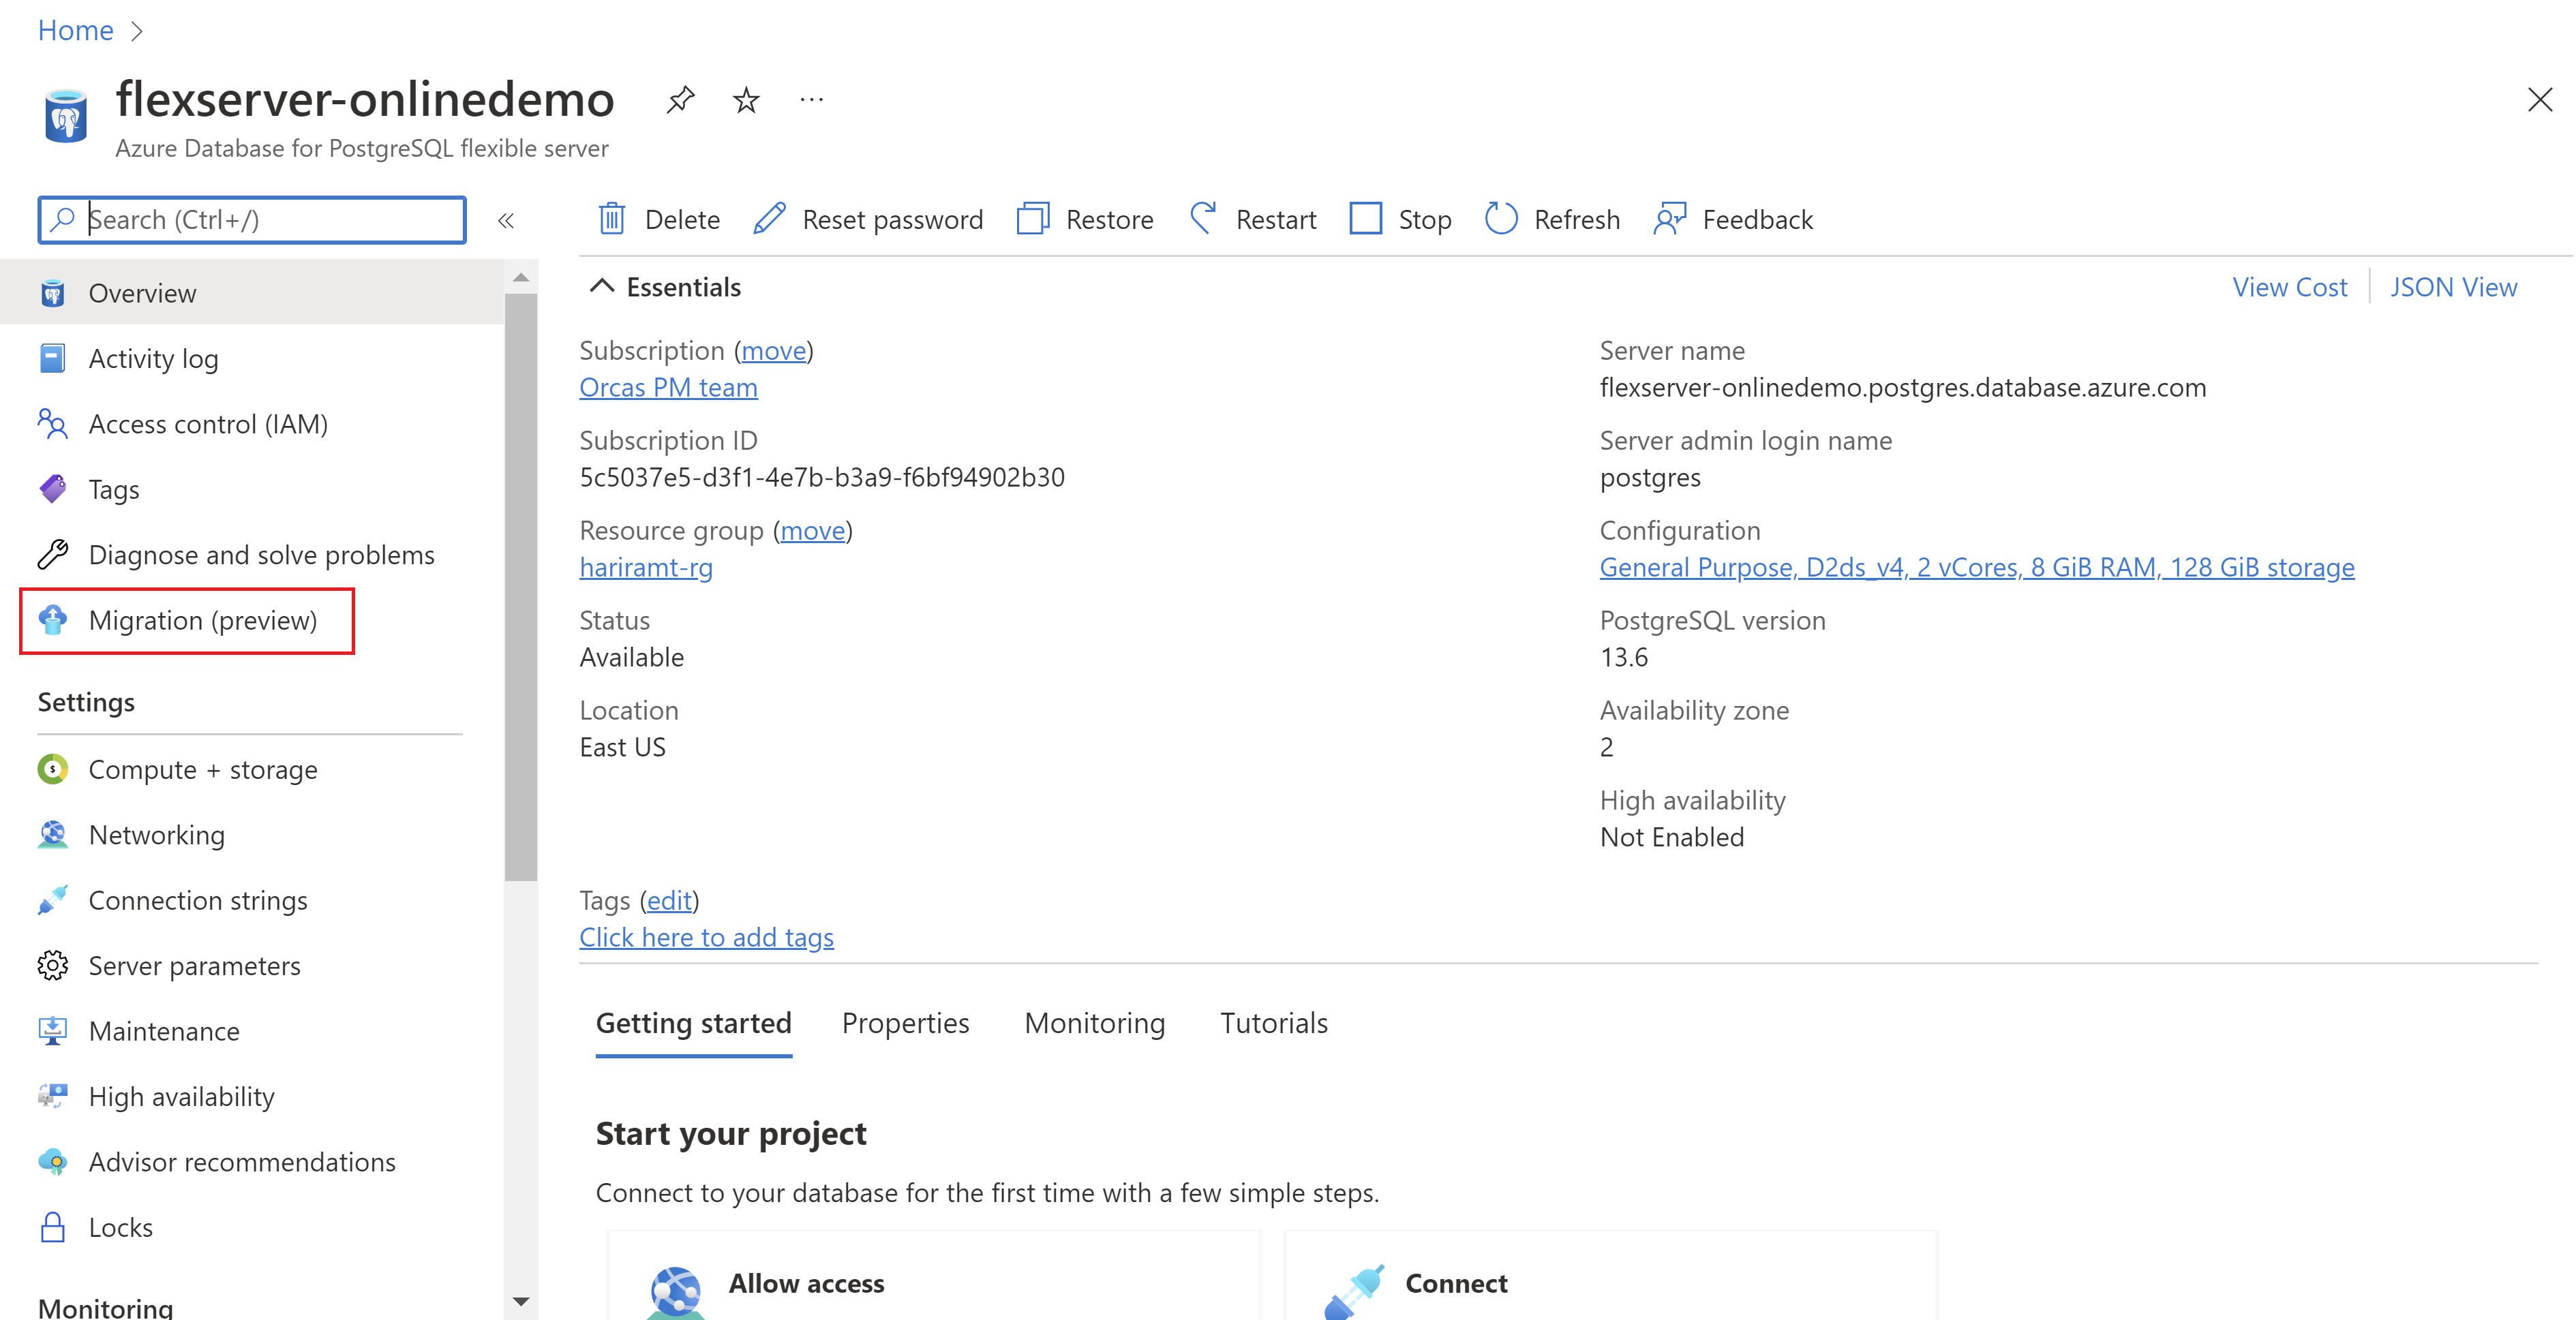 Home
flexserver-onlinedemo
Azure Database for PostgreSQL flexible server
Search (Ctrl+/)
Delete Reset password Restore Restart Stop Refresh Feedback
Overview
Activity log
Access control (IAM)
Tags
Diagnose and solve problems
Migration (preview)
Settings
Compute + storage
Networking
Connection strings
Server parameters
Maintenance
High availability
Advisor recommendations
Locks
Monitoring
Essentials
View Cost JSON View
Subscription (move)
Orcas PM team
Subscription ID
5c5037e5-d3f1-4e7b-b3a9-f6bf94902b30
Resource group (move)
hariramt-rg
Status
Available
Location
East US
Server name
flexserver-onlinedemo.postgres.database.azure.com
Server admin login name
postgres
Configuration
General Purpose, D2ds_v4, 2 vCores, 8 GiB RAM, 128 GiB storage
PostgreSQL version
13.6
Availability zone
2
High availability
Not Enabled
Tags (edit)
Click here to add tags
Getting started Properties Monitoring Tutorials
Start your project
Connect to your database for the first time with a few simple steps.
Allow access
Connect